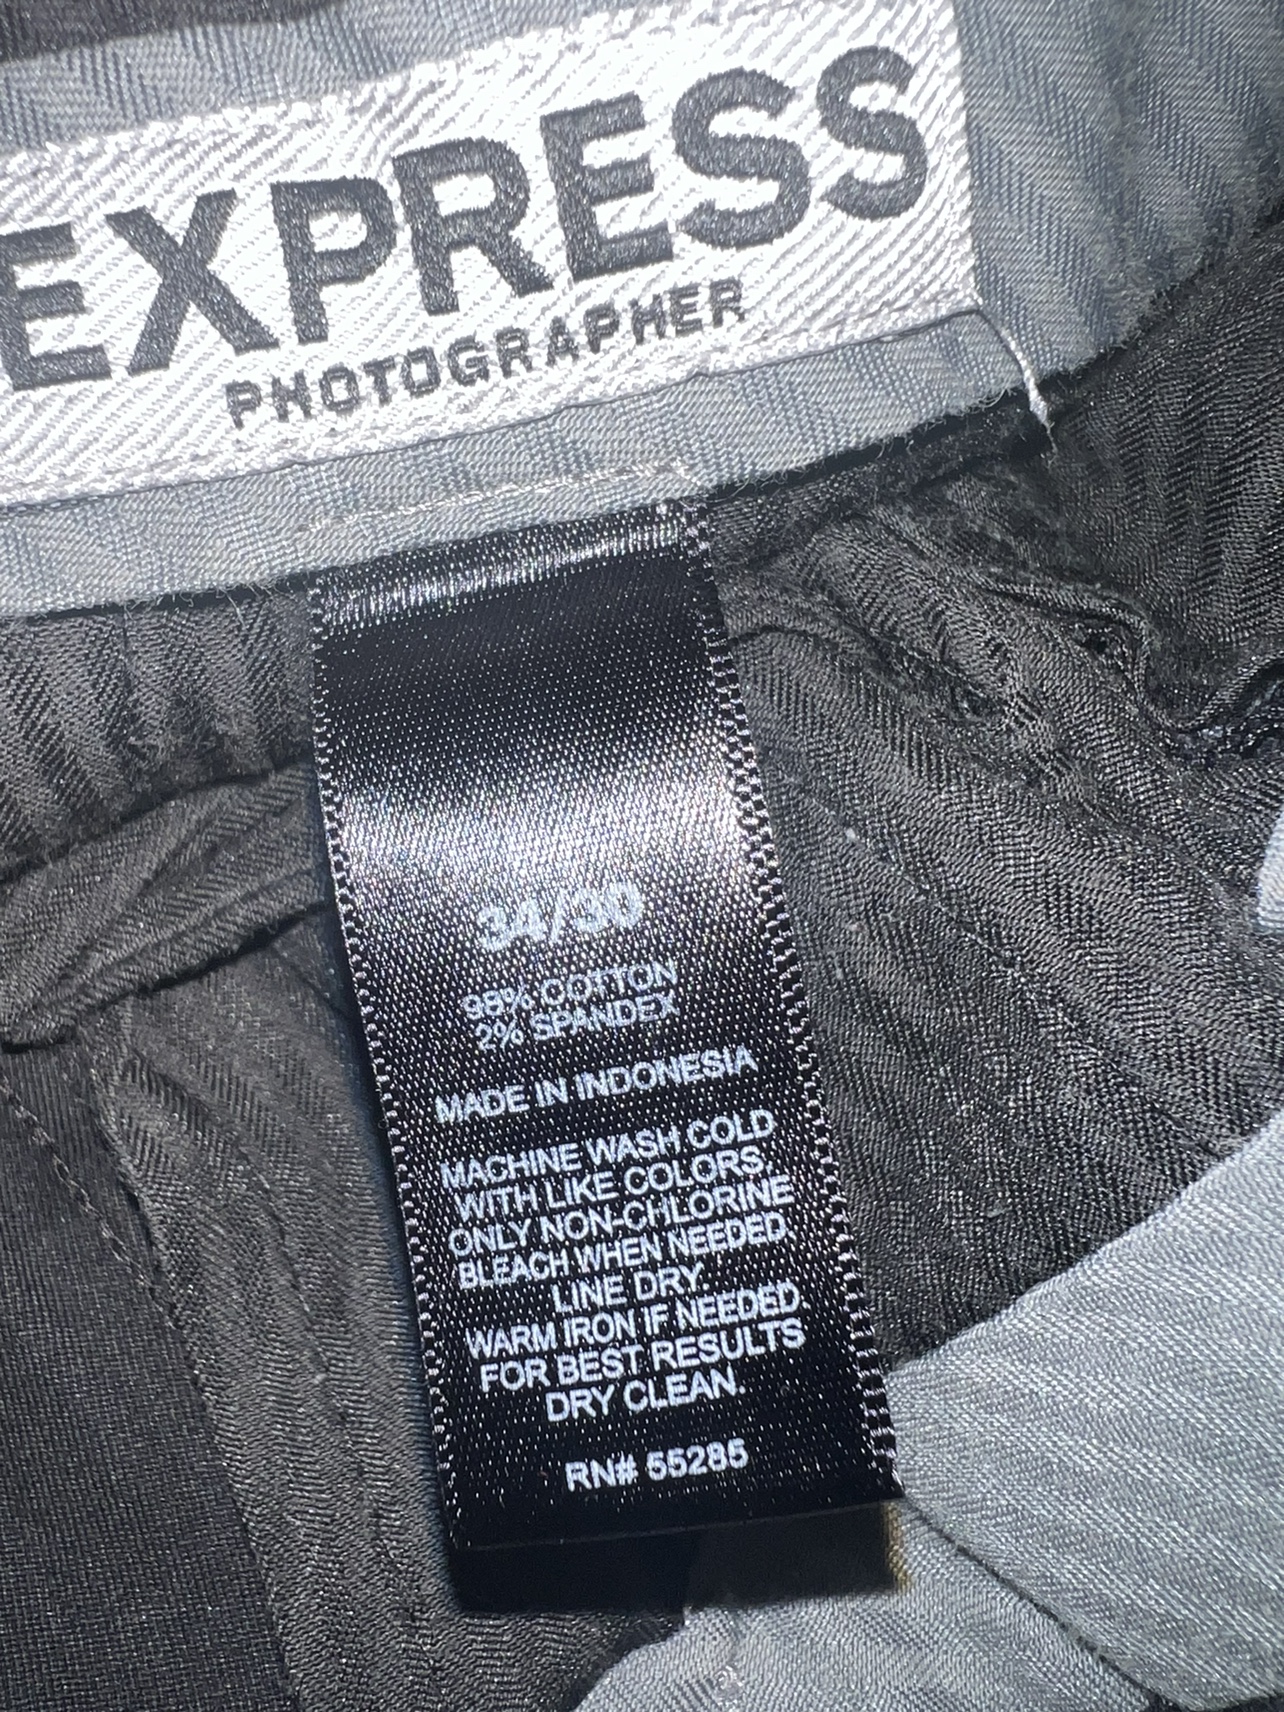 EXPRESS
PHOTOGRAPHER
34/30
98% COTTON
2% SPANDEX
MADE IN INDONESIA
MACHINE WASH COLD
WITH LIKE COLORS.
ONLY NON-CHLORINE
BLEACH WHEN NEEDED.
LINE DRY.
WARM IRON IF NEEDED.
FOR BEST RESULTS
DRY CLEAN.
RN# 55285